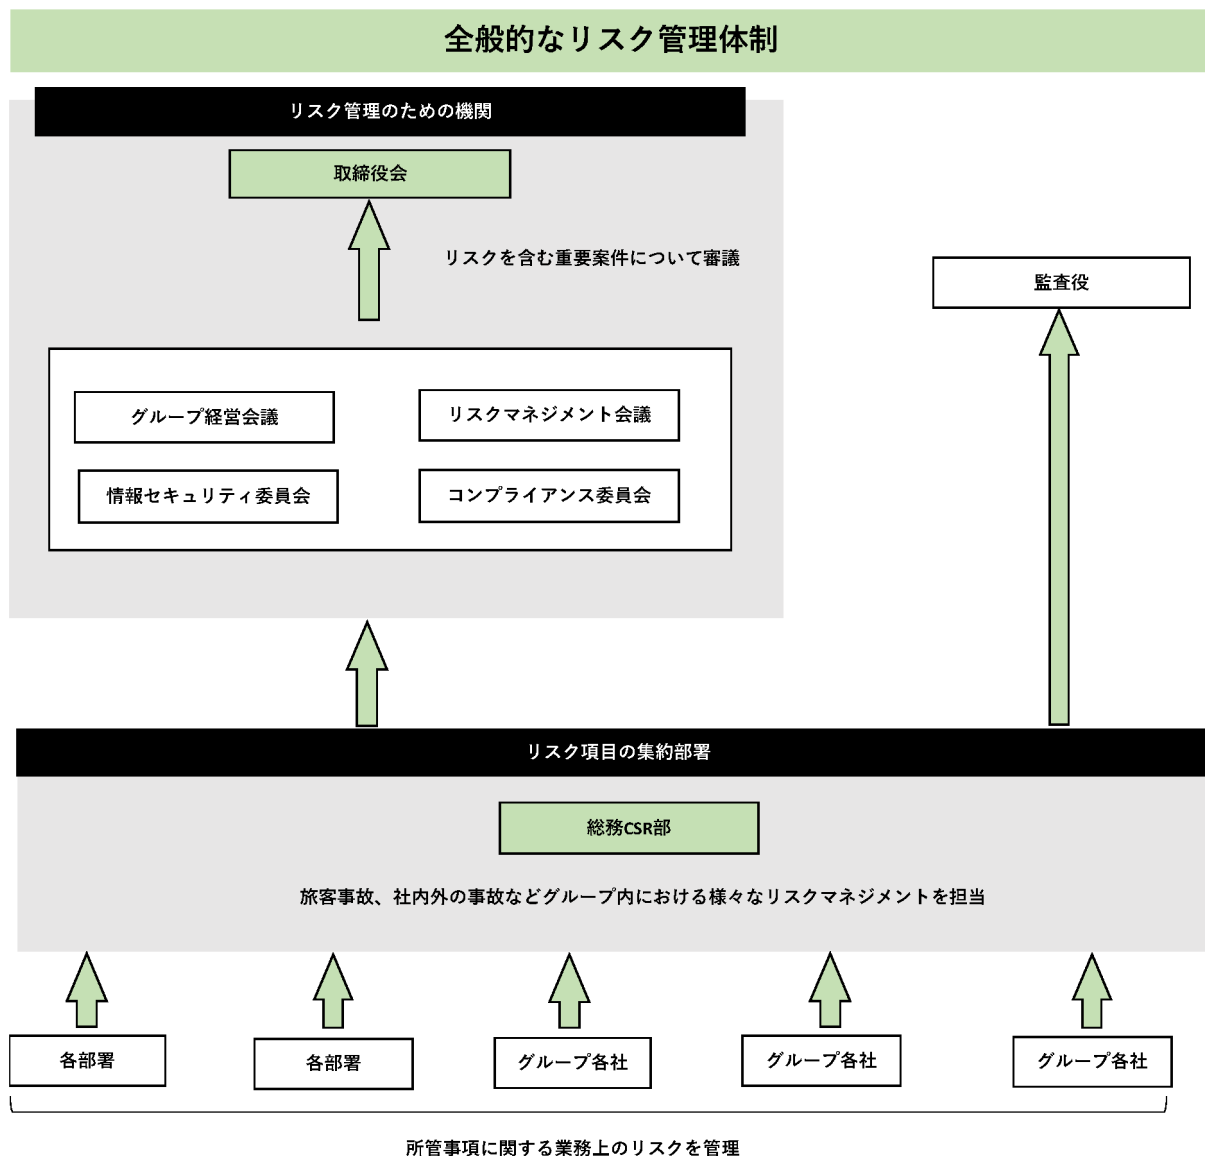 全般的なリスク管理体制
リスク管理のための機関
取締役会
リスクを含む重要案件について審議
監査役
グループ経営会議
リスクマネジメント会議
情報セキュリティ委員会
コンプライアンス委員会
リスク項目の集約部署
総務CSR部
旅客事故、社内外の事故などグループ内における様々なリスクマネジメントを担当
各部署
各部署
グループ各社
グループ各社
グループ各社
所管事項に関する業務上のリスクを管理